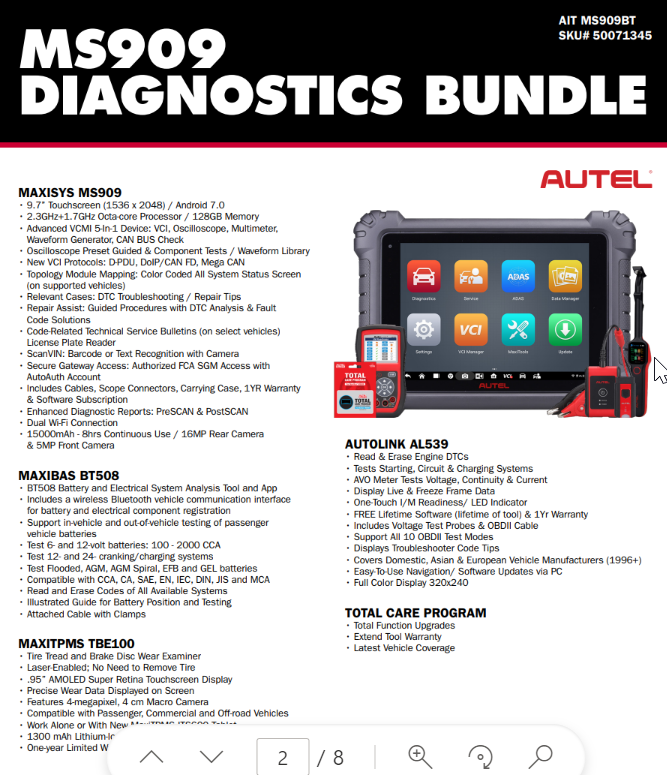 AIT MS909BT
SKU# 50071345
MS909
DIAGNOSTICS BUNDLE
MAXISYS MS909
• 9.7" Touchscreen (1536 x 2048) / Android 7.0
• 2.3GHz+1.7GHz Octa-core Processor / 128GB Memory
• Advanced VCMI 5-In-1 Device: VCI, Oscilloscope, Multimeter,
Waveform Generator, CAN BUS Check
• Oscilloscope Preset Guided & Component Tests / Waveform Library
• New VCI Protocols: D-PDU, DoIP/CAN FD, Mega CAN
• Topology Module Mapping: Color Coded All System Status Screen
(on supported vehicles)
• Relevant Cases: DTC Troubleshooting / Repair Tips
• Repair Assist: Guided Procedures with DTC Analysis & Fault
Code Solutions
• Code-Related Technical Service Bulletins (on select vehicles)
License Plate Reader
• ScanVIN: Barcode or Text Recognition with Camera
• Secure Gateway Access: Authorized FCA SGM Access with
AutoAuth Account
• Includes Cables, Scope Connectors, Carrying Case, 1YR Warranty
& Software Subscription
• Enhanced Diagnostic Reports: PreSCAN & PostSCAN
• Dual Wi-Fi Connection
• 15000mAh - 8hrs Continuous Use / 16MP Rear Camera
& 5MP Front Camera
MAXIBAS BT508
• BT508 Battery and Electrical System Analysis Tool and App
• Includes a wireless Bluetooth vehicle communication interface
for battery and electrical component registration
• Support in-vehicle and out-of-vehicle testing of passenger
vehicle batteries
• Test 6- and 12-volt batteries: 100 - 2000 CCA
• Test 12- and 24- cranking/charging systems
• Test Flooded, AGM, AGM Spiral, EFB and GEL batteries
• Compatible with CCA, CA, SAE, EN, IEC, DIN, JIS and MCA
• Read and Erase Codes of All Available Systems
• Illustrated Guide for Battery Position and Testing
• Attached Cable with Clamps
MAXITPMS TBE100
• Tire Tread and Brake Disc Wear Examiner
• Laser-Enabled; No Need to Remove Tire
• .95" AMOLED Super Retina Touchscreen Display
• Precise Wear Data Displayed on Screen
• Features 4-megapixel, 4 cm Macro Camera
• Compatible with Passenger, Commercial and Off-road Vehicles
• Work Alone or With New MaxiTPMS ITS600 Tablet
• 1300 mAh Lithium-Io
• One-year Limited W
AUTEL
Diagnostics
Service
ADAS
ADAS
Data Manager
Settings
VCI
VCI Manager
MaxiTools
Update
VCL
AUTEL
TOTAL
TOTAL
AUTEL
AUTOLINK AL539
• Read & Erase Engine DTCs
• Tests Starting, Circuit & Charging Systems
• AVO Meter Tests Voltage, Continuity & Current
• Display Live & Freeze Frame Data
• One-Touch I/M Readiness/ LED Indicator
• FREE Lifetime Software (lifetime of tool) & 1Yr Warranty
• Includes Voltage Test Probes & OBDII Cable
• Support All 10 OBDII Test Modes
• Displays Troubleshooter Code Tips
• Covers Domestic, Asian & European Vehicle Manufacturers (1996+)
• Easy-To-Use Navigation/ Software Updates via PC
• Full Color Display 320x240
TOTAL CARE PROGRAM
• Total Function Upgrades
• Extend Tool Warranty
• Latest Vehicle Coverage
2 / 8